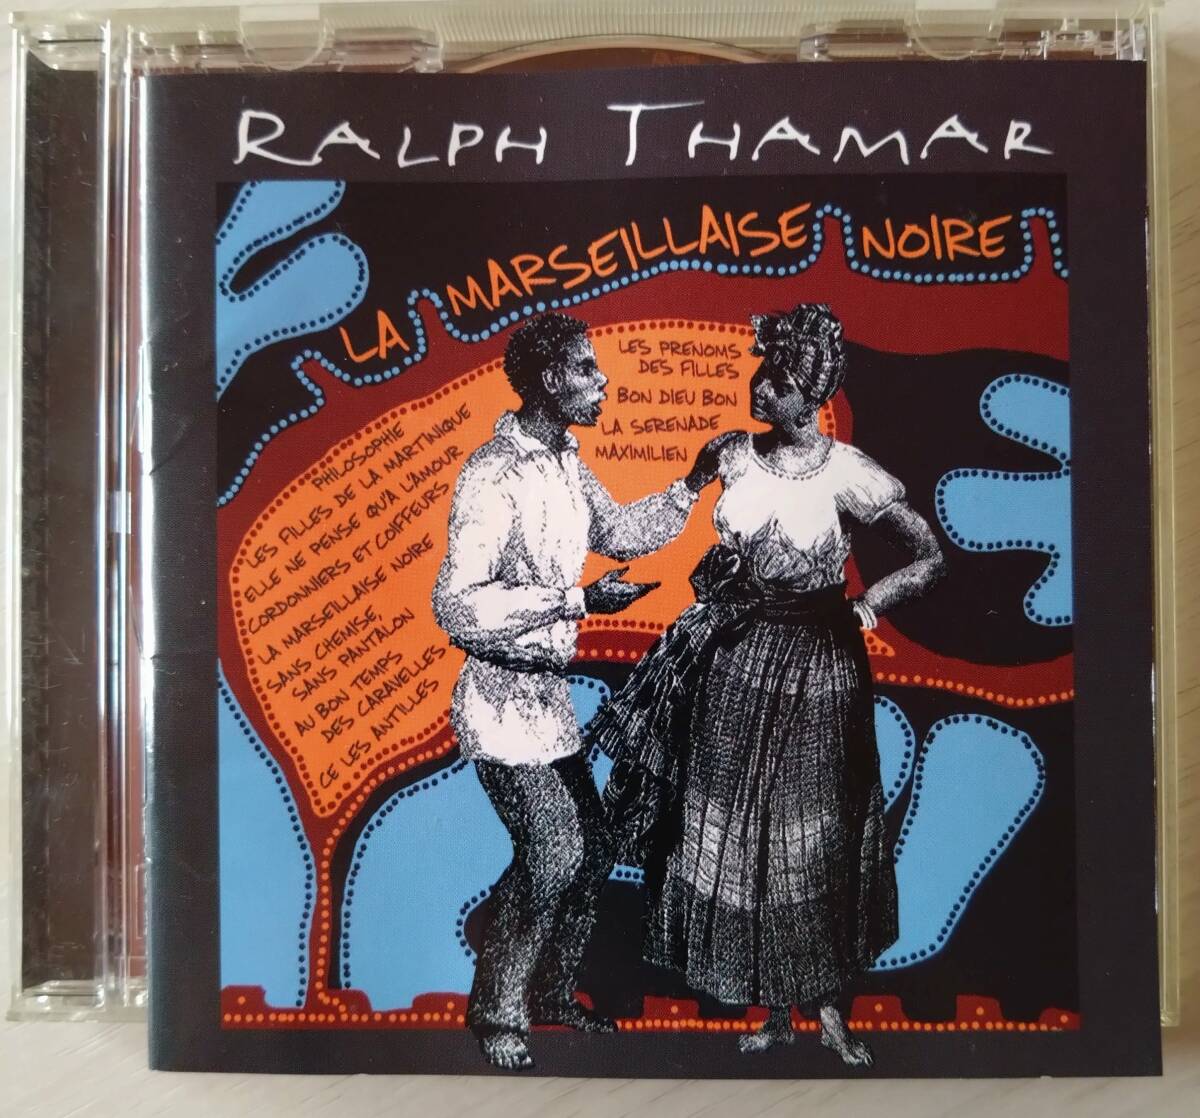 RALPH THAMAR
LA MARSEILLAISE NOIRE
PHILOSOPHIE
LES FILLES DE LA MARTINIQUE
ELLE NE PENSE QU'A L'AMOUR
CORDONNIERS ET COIFFEURS
LA MARSEILLAISE NOIRE
SANS CHEMISE,
SANS PANTALON
AU BON TEMPS
DES CARAVELLES
CE LES ANTILLES
LES PRENOMS
DES FILLES
BON DIEU BON
LA SERENADE
MAXIMILIEN